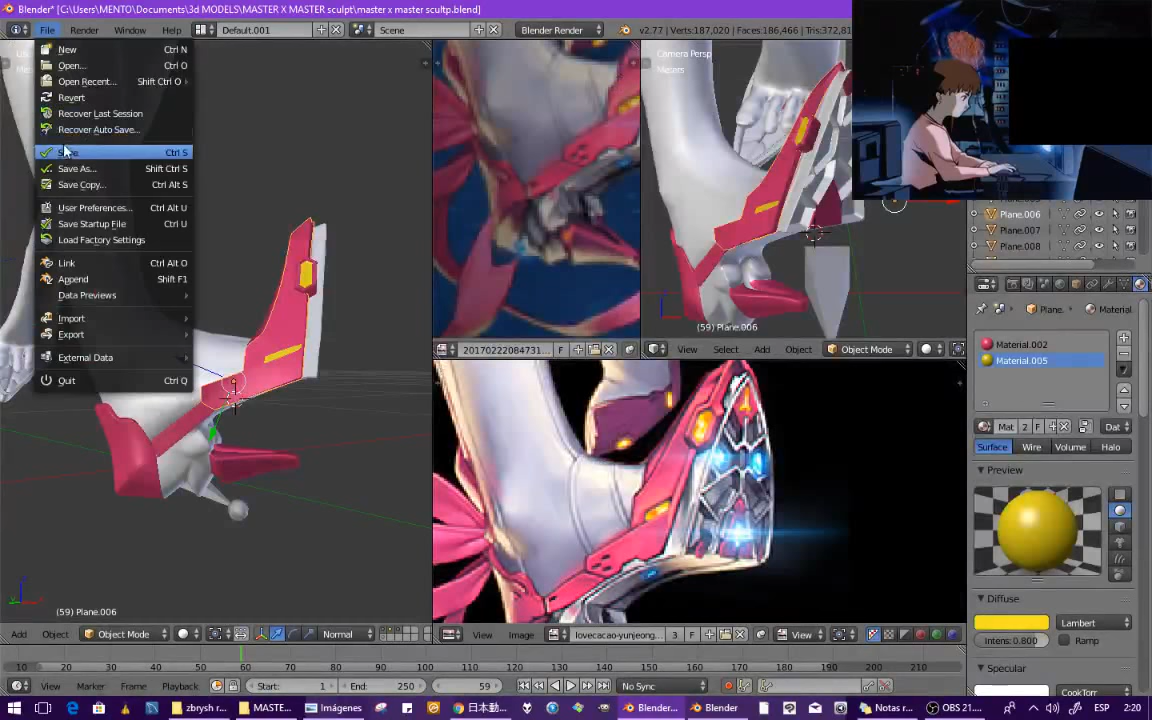 Blender* [C:\Users\MENTO\Documents\3d MODELS\MASTER X MASTER sculpt\master x master scultp.blend]
File Render Window Help Default.001 Scene Blender Render v2.77 | Verts:187,020 | Faces:186,466 | Tris:372,81
New Ctrl N
Open... Ctrl O
Open Recent... Shift Ctrl O
Revert
Recover Last Session
Recover Auto Save...
Save Ctrl S
Save As... Shift Ctrl S
Save Copy... Ctrl Alt S
User Preferences... Ctrl Alt U
Save Startup File Ctrl U
Load Factory Settings
Link Ctrl Alt O
Append Shift F1
Data Previews
Import
Export
External Data
Quit Ctrl Q
Camera Persp
Meters
(59) Plane.006
20170222084733... F
View Select Add Object Object Mode
Plane.006
Plane.007
Plane.008
Plane. Material
Material.002
Material.005
Mat 2 F Dat
Surface Wire Volume Halo
Preview
Diffuse
Lambert
Intens: 0.800 Ramp
Specular
CookTorr
(59) Plane.006
Add Object Object Mode Normal
View Image lovecacao-yunjeong... 3 F View
10 20 30 40 50 60 70 80 90 100 110 120 130 140 150 160 170 180 190 200 210
View Marker Frame Playback Start: 1 End: 250 59 No Sync
zbrysh r MASTE... Imágenes 日本動... Blender... Blender Notas r... OBS 21... ESP 2:20